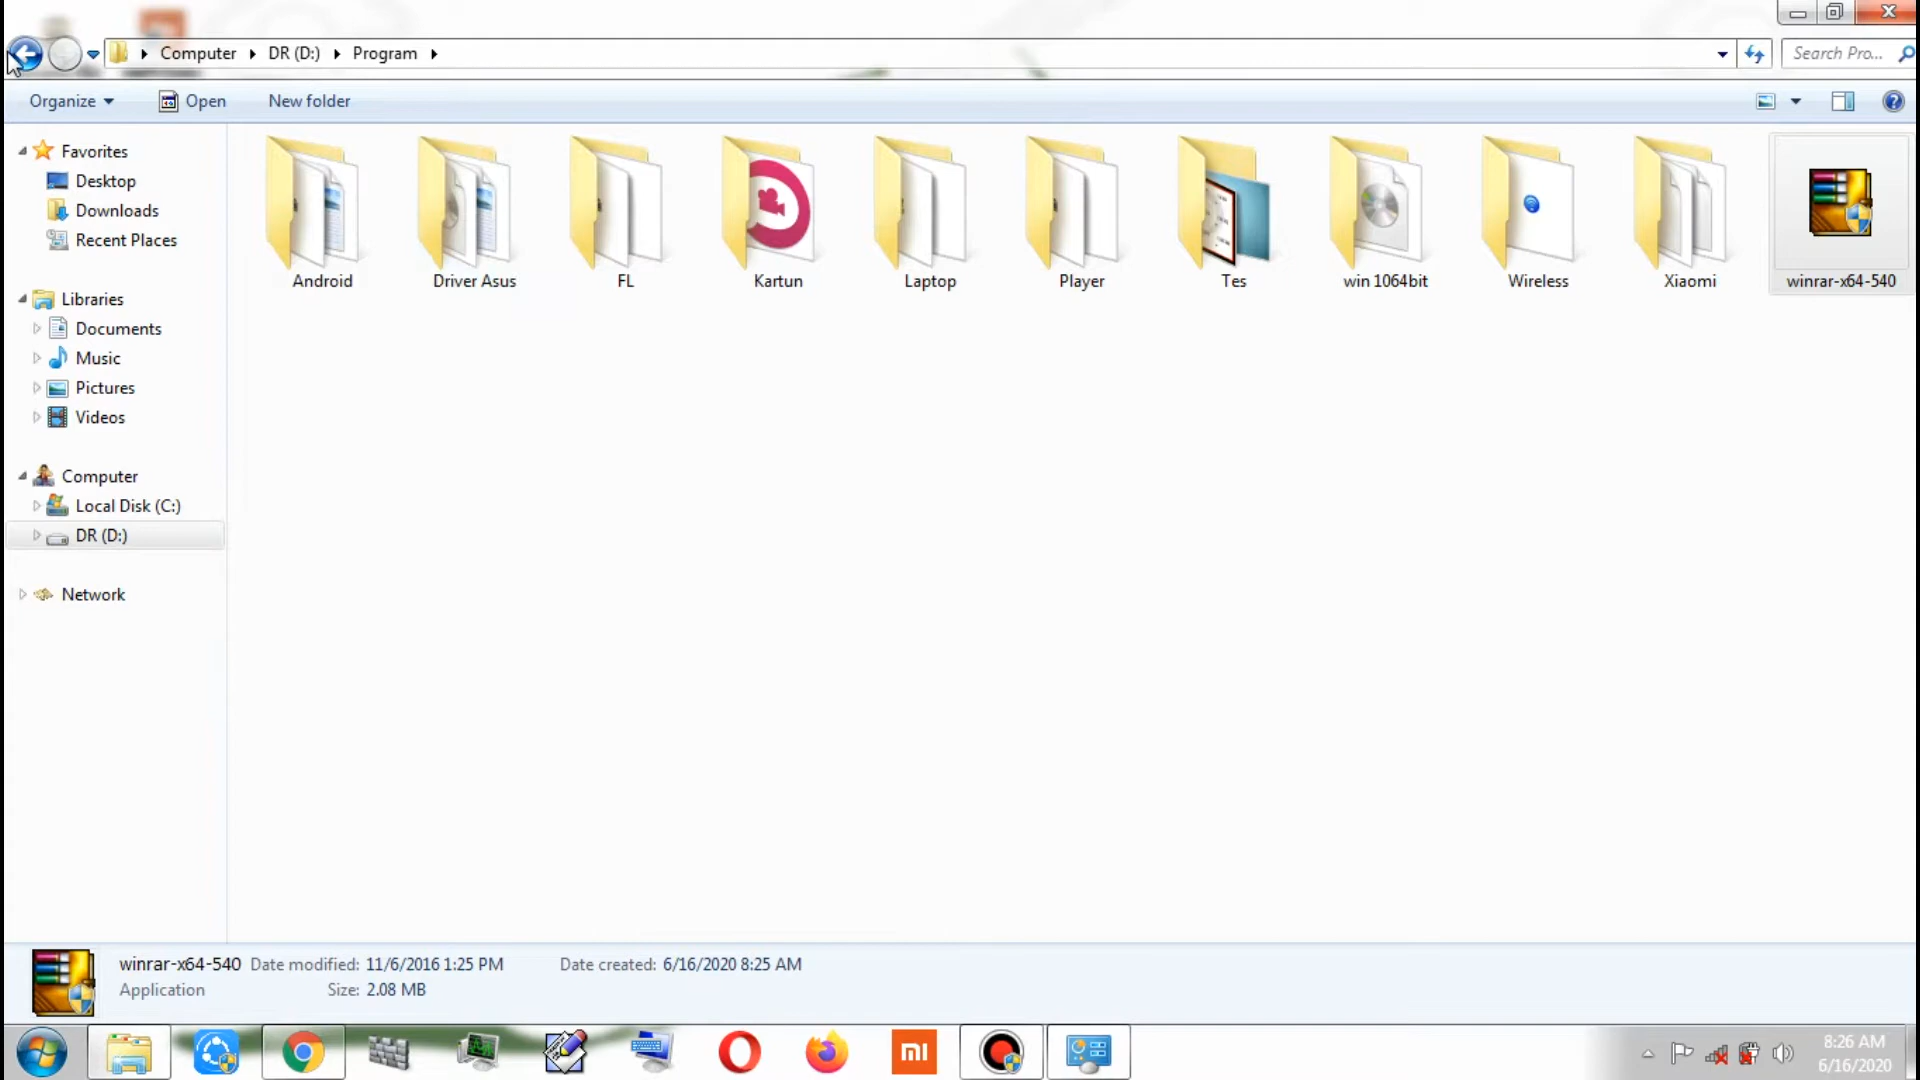 Computer DR (D:) Program
Search Pro...
Organize Open New folder
Favorites
Desktop
Downloads
Recent Places
Libraries
Documents
Music
Pictures
Videos
Computer
Local Disk (C:)
DR (D:)
Network
Android Driver Asus FL Kartun Laptop Player Tes win 1064bit Wireless Xiaomi winrar-x64-540
winrar-x64-540 Date modified: 11/6/2016 1:25 PM Date created: 6/16/2020 8:25 AM
Application Size: 2.08 MB
mi
8:26 AM
6/16/2020